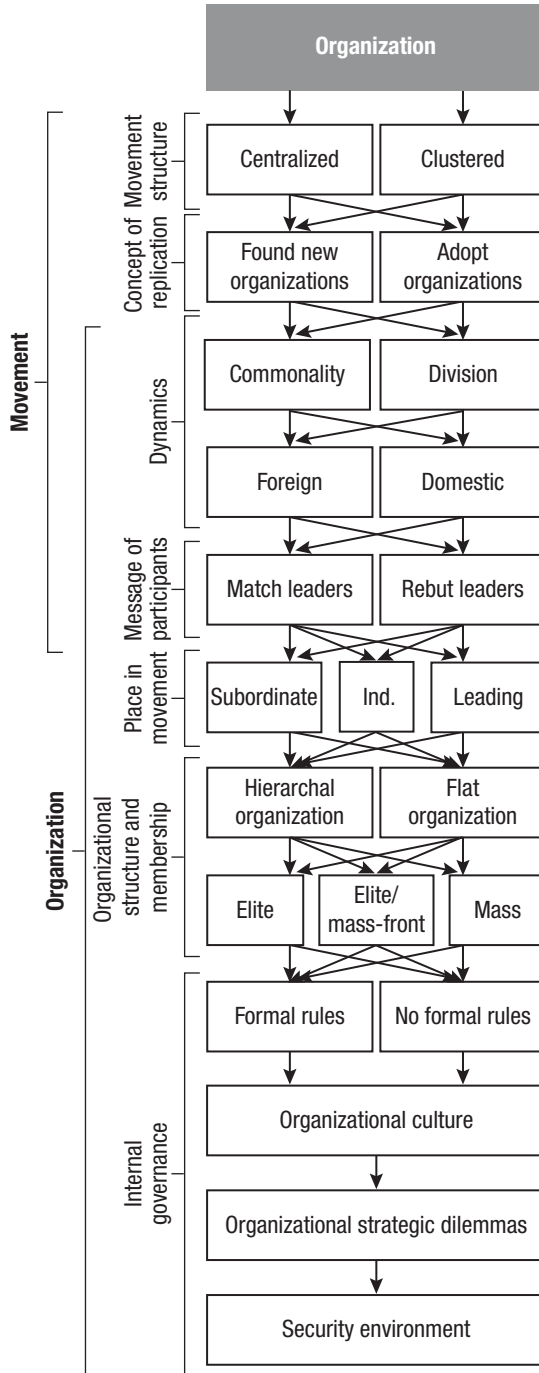 Organization
Movement
Movement
structure
Centralized
Clustered
Concept of
replication
Found new
organizations
Adopt
organizations
Organization
Dynamics
Commonality
Division
Foreign
Domestic
Message of
participants
Match leaders
Rebut leaders
Place in
movement
Subordinate
Ind.
Leading
Organizational
structure and
membership
Hierarchal
organization
Flat
organization
Elite
Elite/
mass-front
Mass
Internal
governance
Formal rules
No formal rules
Organizational culture
Organizational strategic dilemmas
Security environment